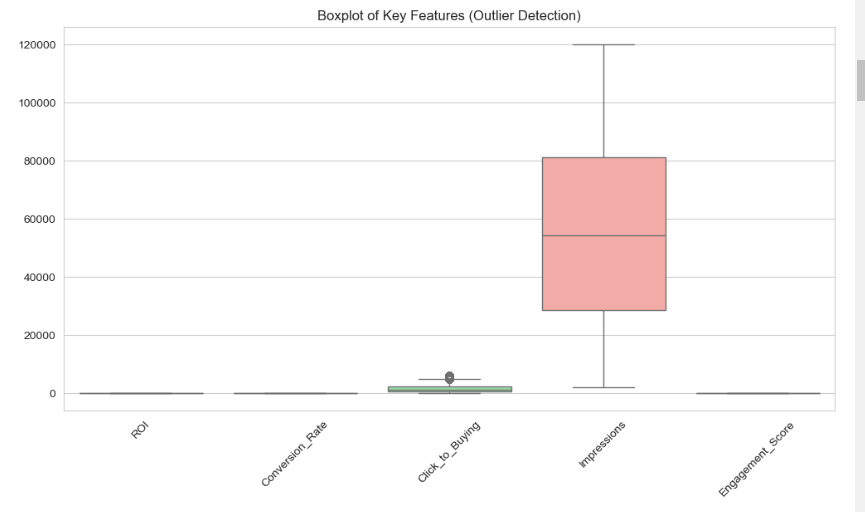 Boxplot of Key Features (Outlier Detection)
120000
100000
80000
60000
40000
20000
0
ROI
Conversion_Rate
Click_to_Buying
Impressions
Engagement_Score